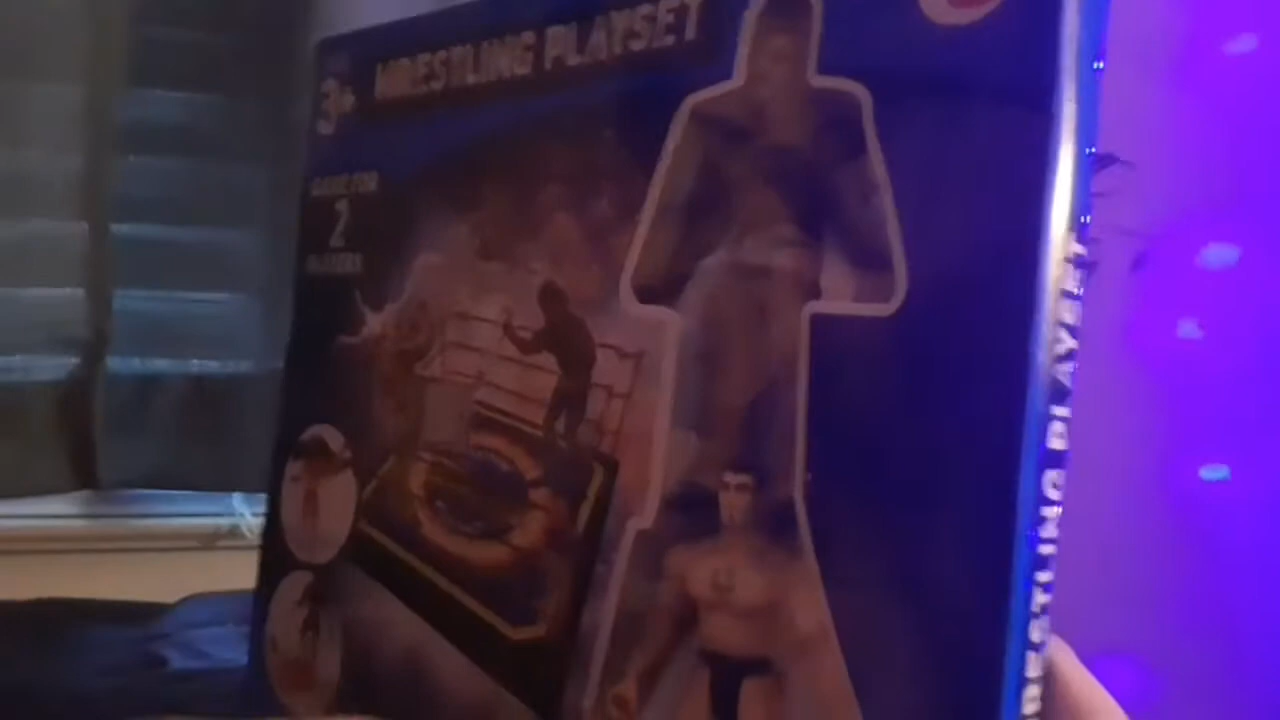 WRESTLING PLAYSET
3+
GAME FOR
2
PLAYERS
WRESTLING PLAYSET